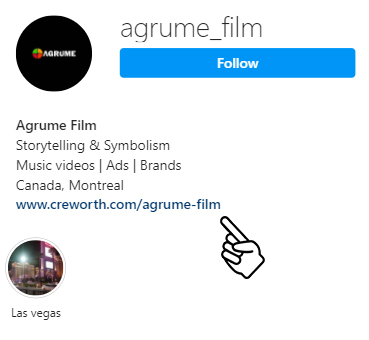 agrume_film
AGRUME
Follow
Agrume Film
Storytelling & Symbolism
Music videos | Ads | Brands
Canada, Montreal
www.creworth.com/agrume-film
Las vegas